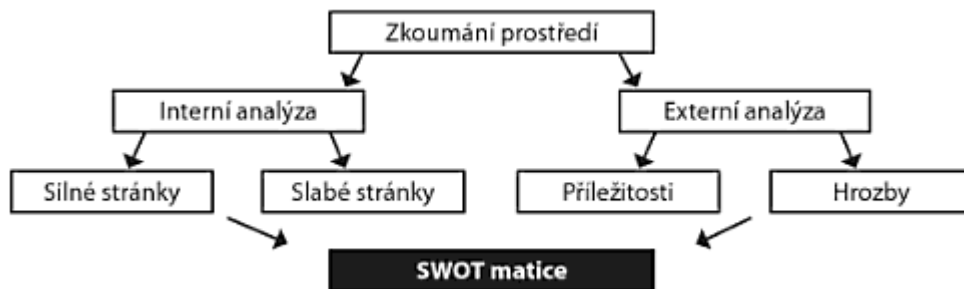 Zkoumání prostředí
Interní analýza
Externí analýza
Silné stránky
Slabé stránky
Příležitosti
Hrozby
SWOT matice